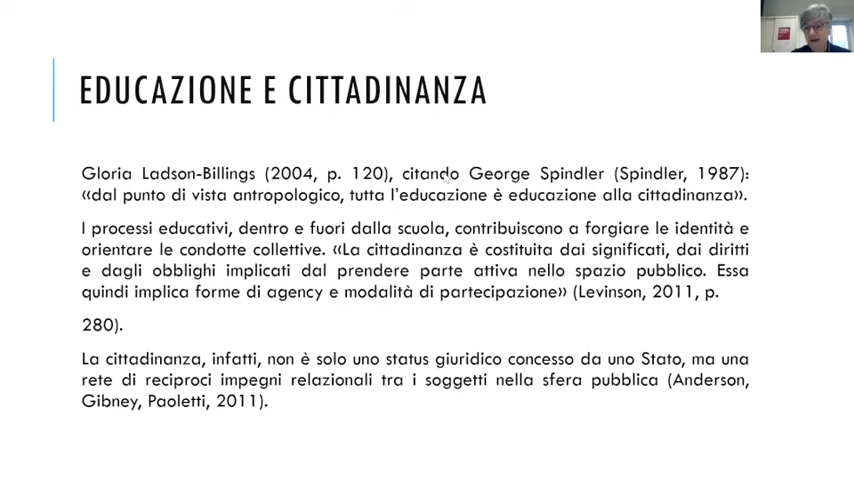 EDUCAZIONE E CITTADINANZA
Gloria Ladson-Billings (2004, p. 120), citando George Spindler (Spindler, 1987):
«dal punto di vista antropologico, tutta l'educazione è educazione alla cittadinanza».
I processi educativi, dentro e fuori dalla scuola, contribuiscono a forgiare le identità e
orientare le condotte collettive. «La cittadinanza è costituita dai significati, dai diritti
e dagli obblighi implicati dal prendere parte attiva nello spazio pubblico. Essa
quindi implica forme di agency e modalità di partecipazione» (Levinson, 2011, p.
280).
La cittadinanza, infatti, non è solo uno status giuridico concesso da uno Stato, ma una
rete di reciproci impegni relazionali tra i soggetti nella sfera pubblica (Anderson,
Gibney, Paoletti, 2011).